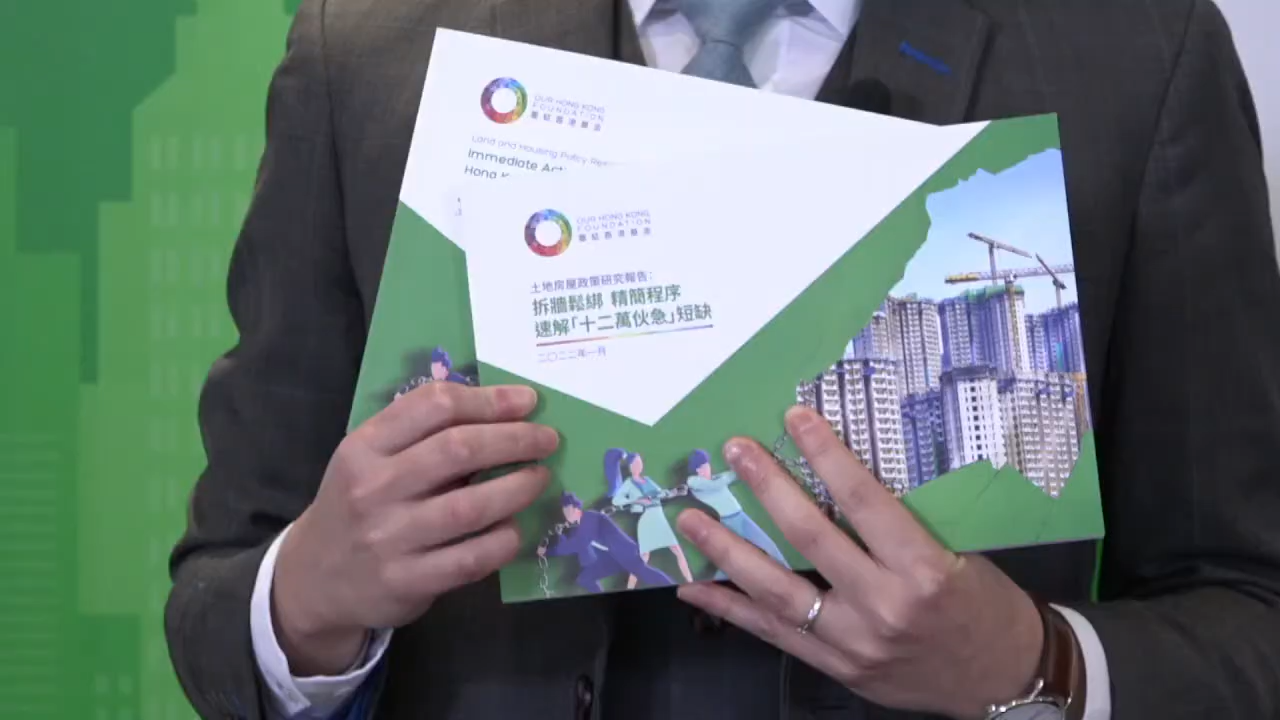 OUR HONG KONG
FOUNDATION
團結香港基金
Land and Housing Policy
Immediate
OUR HONG KONG
FOUNDATION
團結香港基金
土地房屋政策研究報告：
拆牆鬆綁 精簡程序
速解「十二萬伙急」短缺
二〇二二年一月